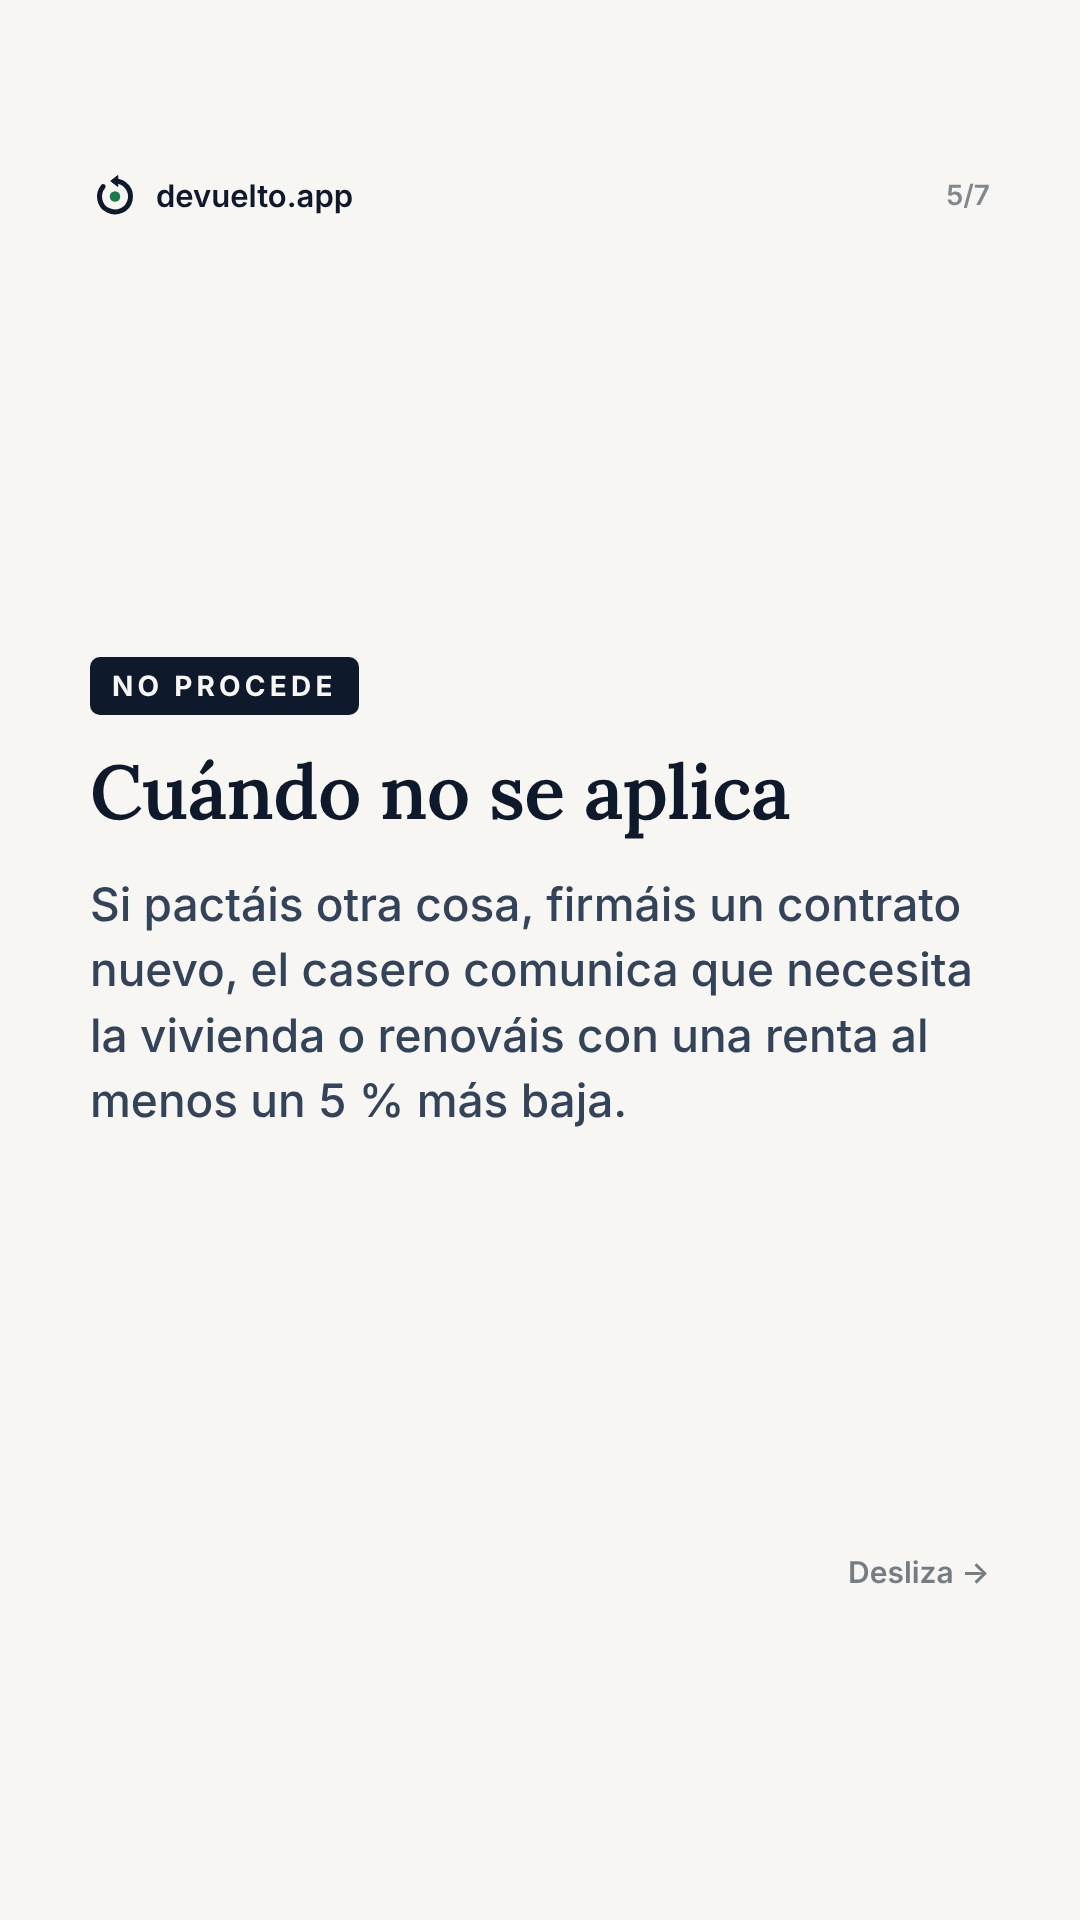 devuelto.app
5/7
NO PROCEDE
Cuándo no se aplica
Si pactáis otra cosa, firmáis un contrato
nuevo, el casero comunica que necesita
la vivienda o renováis con una renta al
menos un 5 % más baja.
Desliza →